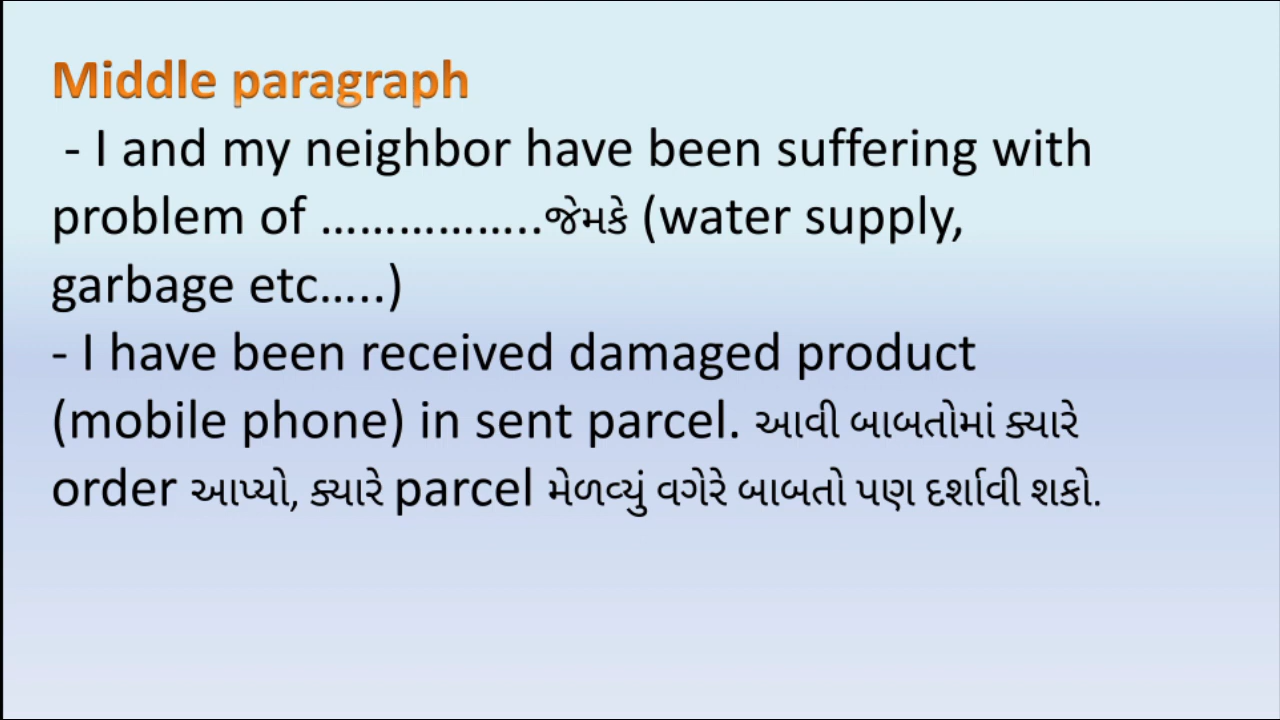 Middle paragraph
- I and my neighbor have been suffering with
problem of ……………..જેમકે (water supply,
garbage etc…..)
- I have been received damaged product
(mobile phone) in sent parcel. આવી બાબતોમાં ક્યારે
order આપ્યો, ક્યારે parcel મેળવ્યું વગેરે બાબતો પણ દર્શાવી શકો.